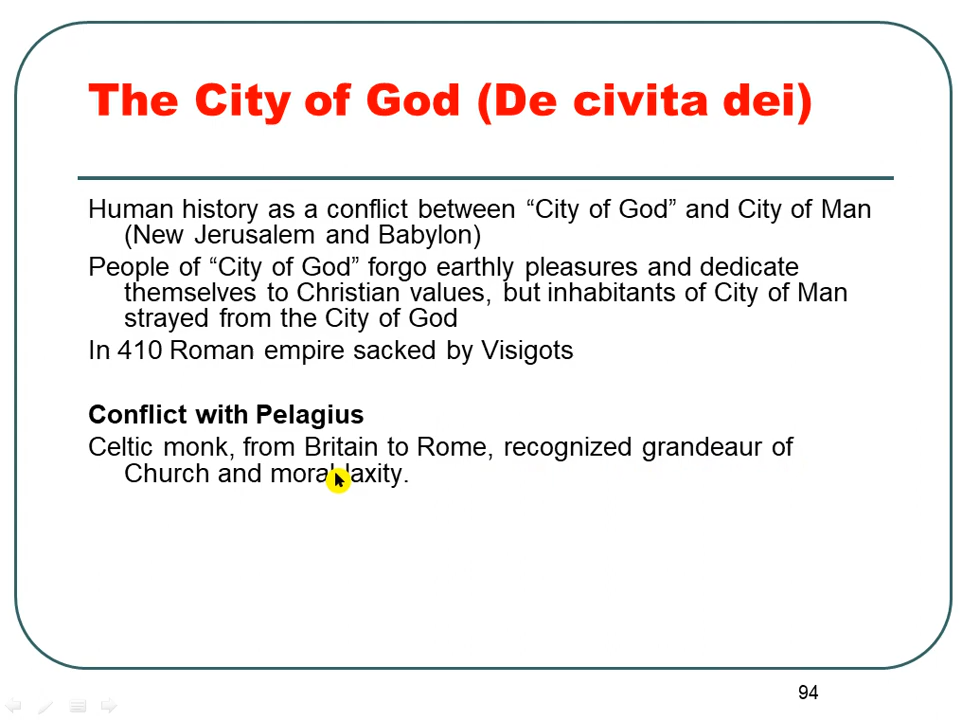 The City of God (De civita dei)
Human history as a conflict between “City of God” and City of Man
(New Jerusalem and Babylon)
People of “City of God” forgo earthly pleasures and dedicate
themselves to Christian values, but inhabitants of City of Man
strayed from the City of God
In 410 Roman empire sacked by Visigots
Conflict with Pelagius
Celtic monk, from Britain to Rome, recognized grandeaur of
Church and moral laxity.
94